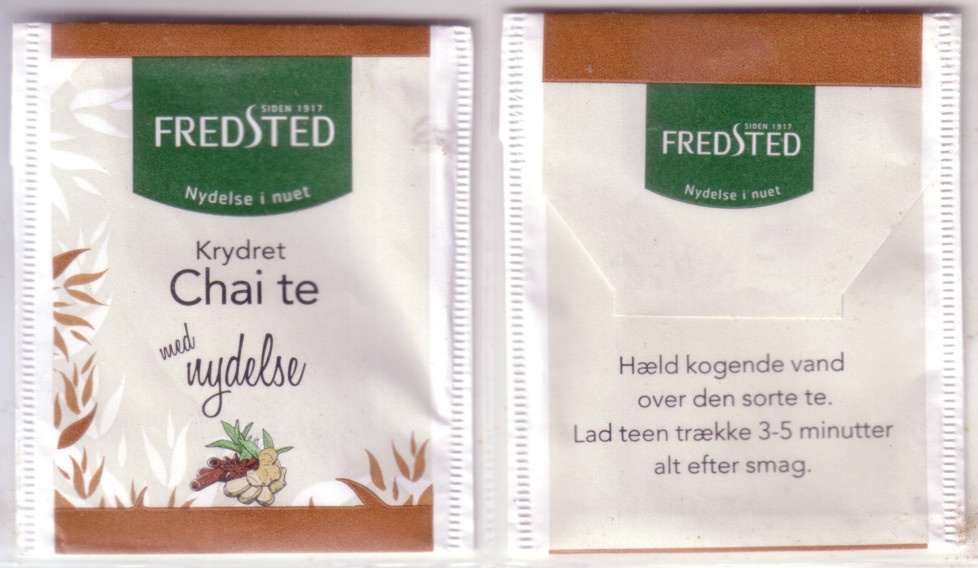 SIDEN 1917
FREDSTED
Nydelse i nuet
Krydret
Chai te
med
nydelse
SIDEN 1917
FREDSTED
Nydelse i nuet
Hæld kogende vand
over den sorte te.
Lad teen trække 3-5 minutter
alt efter smag.